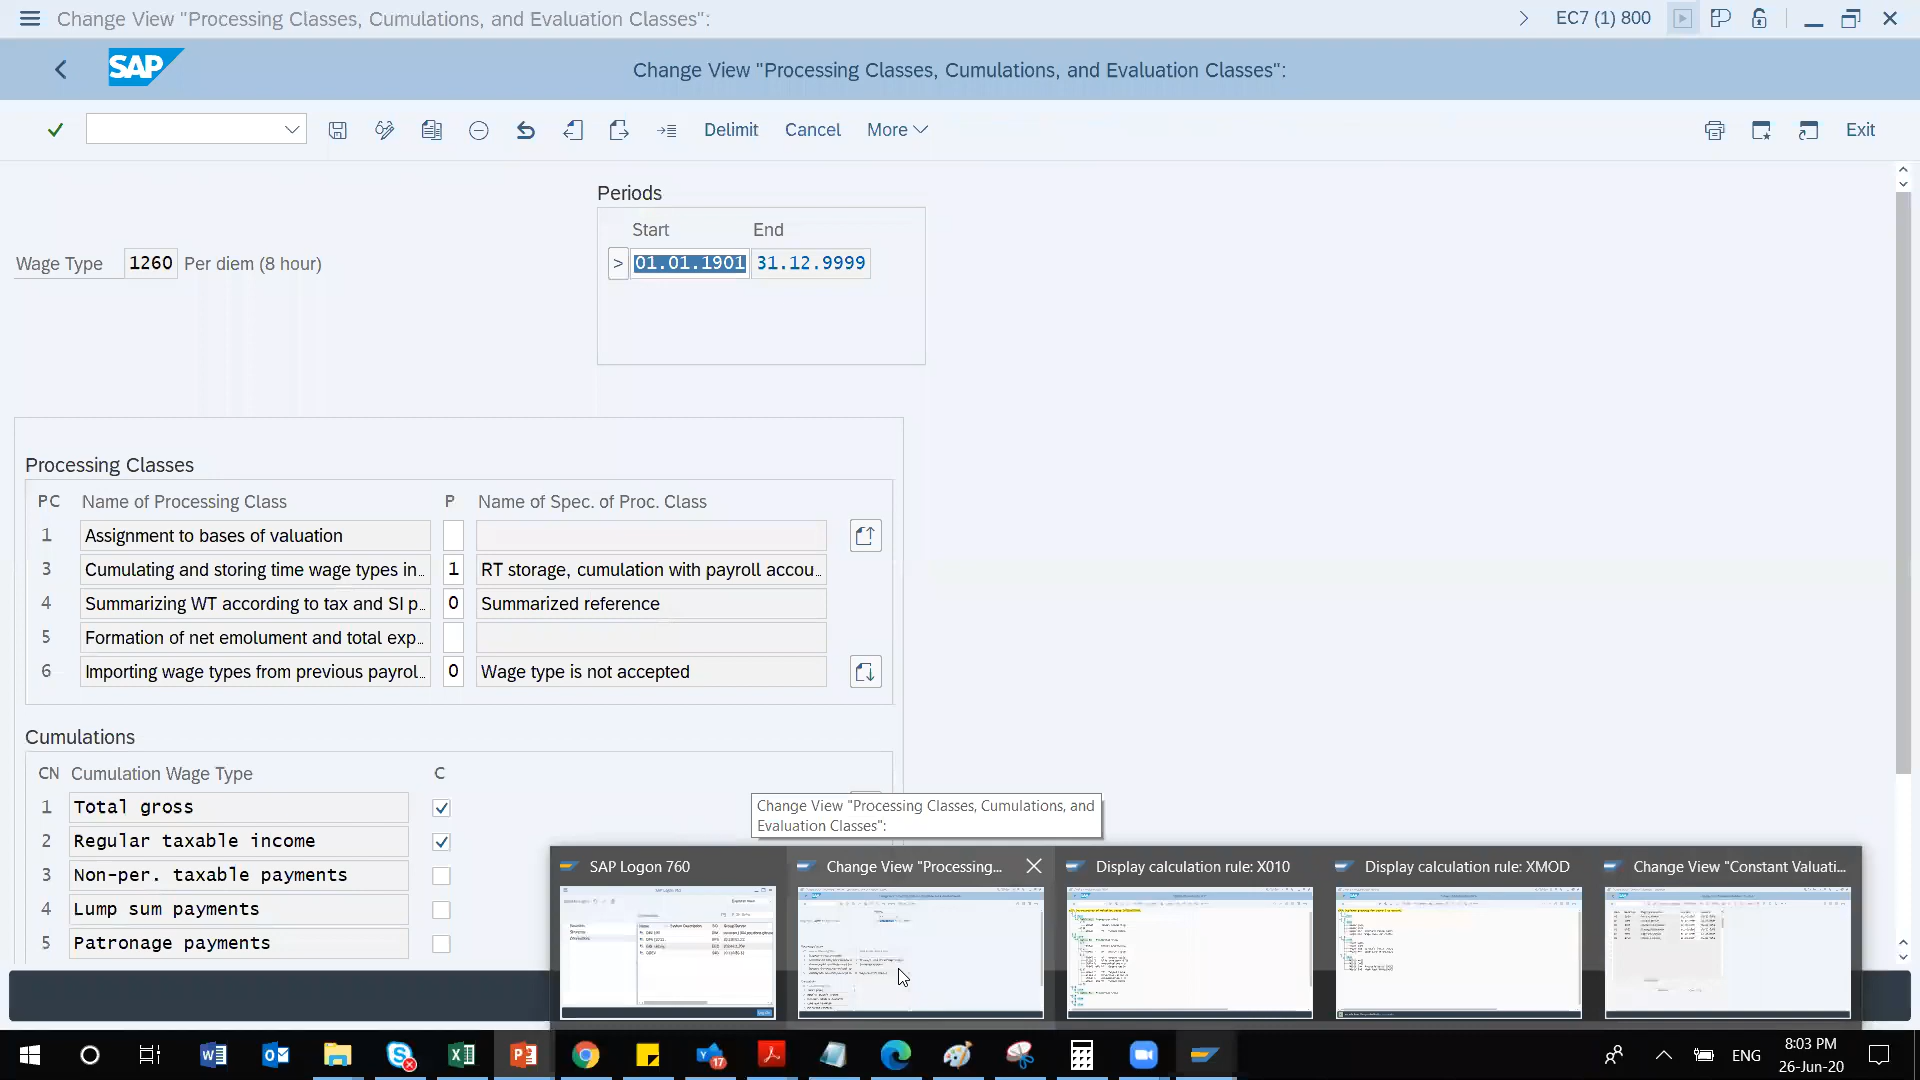 Change View "Processing Classes, Cumulations, and Evaluation Classes":
EC7 (1) 800
SAP
Change View "Processing Classes, Cumulations, and Evaluation Classes":
Delimit
Cancel
More
Exit
Periods
Start End
Wage Type 1260 Per diem (8 hour)
> 01.01.1901 31.12.9999
Processing Classes
PC Name of Processing Class P Name of Spec. of Proc. Class
1 Assignment to bases of valuation
3 Cumulating and storing time wage types in… 1 RT storage, cumulation with payroll accou…
4 Summarizing WT according to tax and SI p… 0 Summarized reference
5 Formation of net emolument and total exp…
6 Importing wage types from previous payrol… 0 Wage type is not accepted
Cumulations
CN Cumulation Wage Type C
1 Total gross
2 Regular taxable income
3 Non-per. taxable payments
4 Lump sum payments
5 Patronage payments
Change View "Processing Classes, Cumulations, and
Evaluation Classes":
SAP Logon 760
Change View "Processing...
Display calculation rule: X010
Display calculation rule: XMOD
Change View "Constant Valuati...
17
ENG
8:03 PM
26-Jun-20